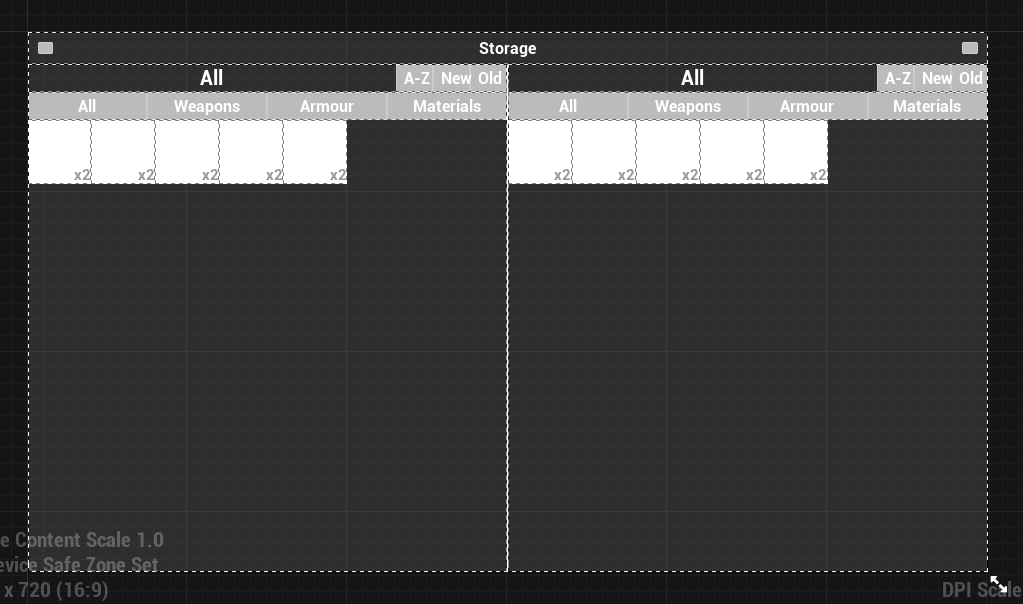 Storage
All A-Z New Old All A-Z New Old
All Weapons Armour Materials All Weapons Armour Materials
x2 x2 x2 x2 x2 x2 x2 x2 x2 x2
e Content Scale 1.0
evice Safe Zone Set
x 720 (16:9) DPI Scale